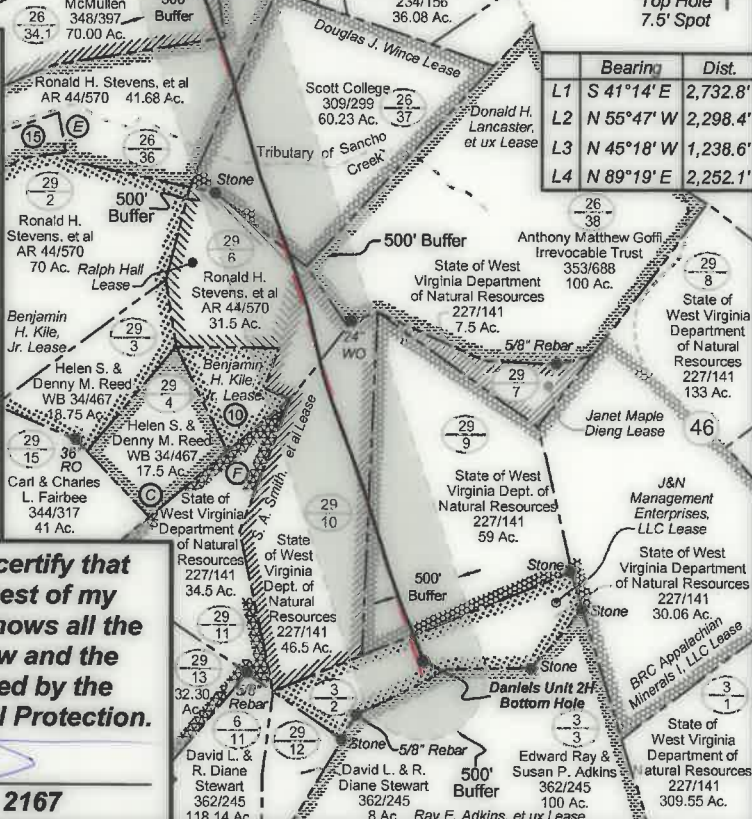 McMullen
348/397
70.00 Ac.
26
34.1
500'
Buffer
234/156
36.08 Ac.
Top Hole
7.5' Spot
Bearing Dist.
L1 S 41°14' E 2,732.8'
L2 N 55°47' W 2,298.4'
L3 N 45°18' W 1,238.6'
L4 N 89°19' E 2,252.1'
Douglas J. Wince Lease
Ronald H. Stevens, et al
AR 44/570 41.68 Ac.
Scott College
309/299
60.23 Ac.
26
37
Donald H.
Lancaster,
et ux Lease
15
E
26
36
Tributary of Sancho
Creek
Stone
29
2
500'
Buffer
Ronald H.
Stevens, et al
AR 44/570
70 Ac.
Ralph Hall
Lease
29
6
Ronald H.
Stevens, et al
AR 44/570
31.5 Ac.
500' Buffer
26
38
Anthony Matthew Goffi
Irrevocable Trust
353/688
100 Ac.
State of West
Virginia Department
of Natural Resources
227/141
7.5 Ac.
29
8
State of
West Virginia
Department
of Natural
Resources
227/141
133 Ac.
Benjamin
H. Kile,
Jr. Lease
29
3
24"
WO
5/8" Rebar
29
7
Helen S. &
Denny M. Reed
WB 34/467
18.75 Ac.
29
4
Benjamin
H. Kile,
Jr. Lease
10
Helen S. &
Denny M. Reed
WB 34/467
17.5 Ac.
Janet Maple
Dieng Lease
46
29
9
State of West
Virginia Dept. of
Natural Resources
227/141
59 Ac.
29
15
36"
RO
Carl & Charles
L. Fairbee
344/317
41 Ac.
F
C
S. A. Smith, et al Lease
State of
West Virginia
Department
of Natural
Resources
227/141
34.5 Ac.
29
10
State
of West
Virginia
Dept. of
Natural
Resources
227/141
46.5 Ac.
J&N
Management
Enterprises,
LLC Lease
State of West
Virginia Department
of Natural Resources
227/141
30.06 Ac.
Stone
Stone
500'
Buffer
certify that
est of my
hows all the
w and the
ed by the
l Protection.
2167
29
11
29
13
32.30
Ac.
5/8"
Rebar
BRC Appalachian
Minerals I, LLC Lease
Stone
Daniels Unit 2H
Bottom Hole
3
2
3
1
6
11
29
12
3
3
Stone
5/8" Rebar
David L. &
R. Diane
Stewart
362/245
118.14 Ac.
David L. & R.
Diane Stewart
362/245
8 Ac.
500'
Buffer
Edward Ray &
Susan P. Adkins
362/245
100 Ac.
State of
West Virginia
Department of
Natural Resources
227/141
309.55 Ac.
Ray E. Adkins, et ux Lease